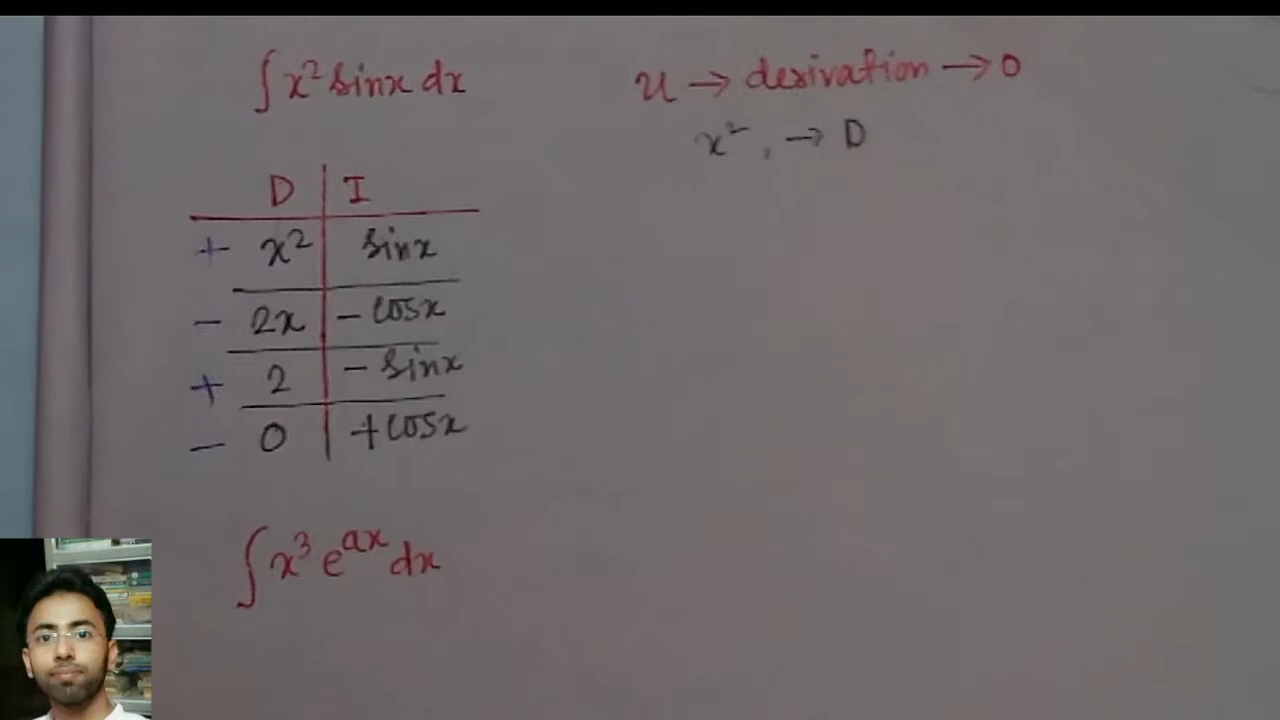 ∫x² sinx dx
u → derivation → 0
x², → D
D | I
+ x² | sinx
− 2x | − cosx
+ 2 | − sinx
− 0 | + cosx
∫x³ e^{ax} dx